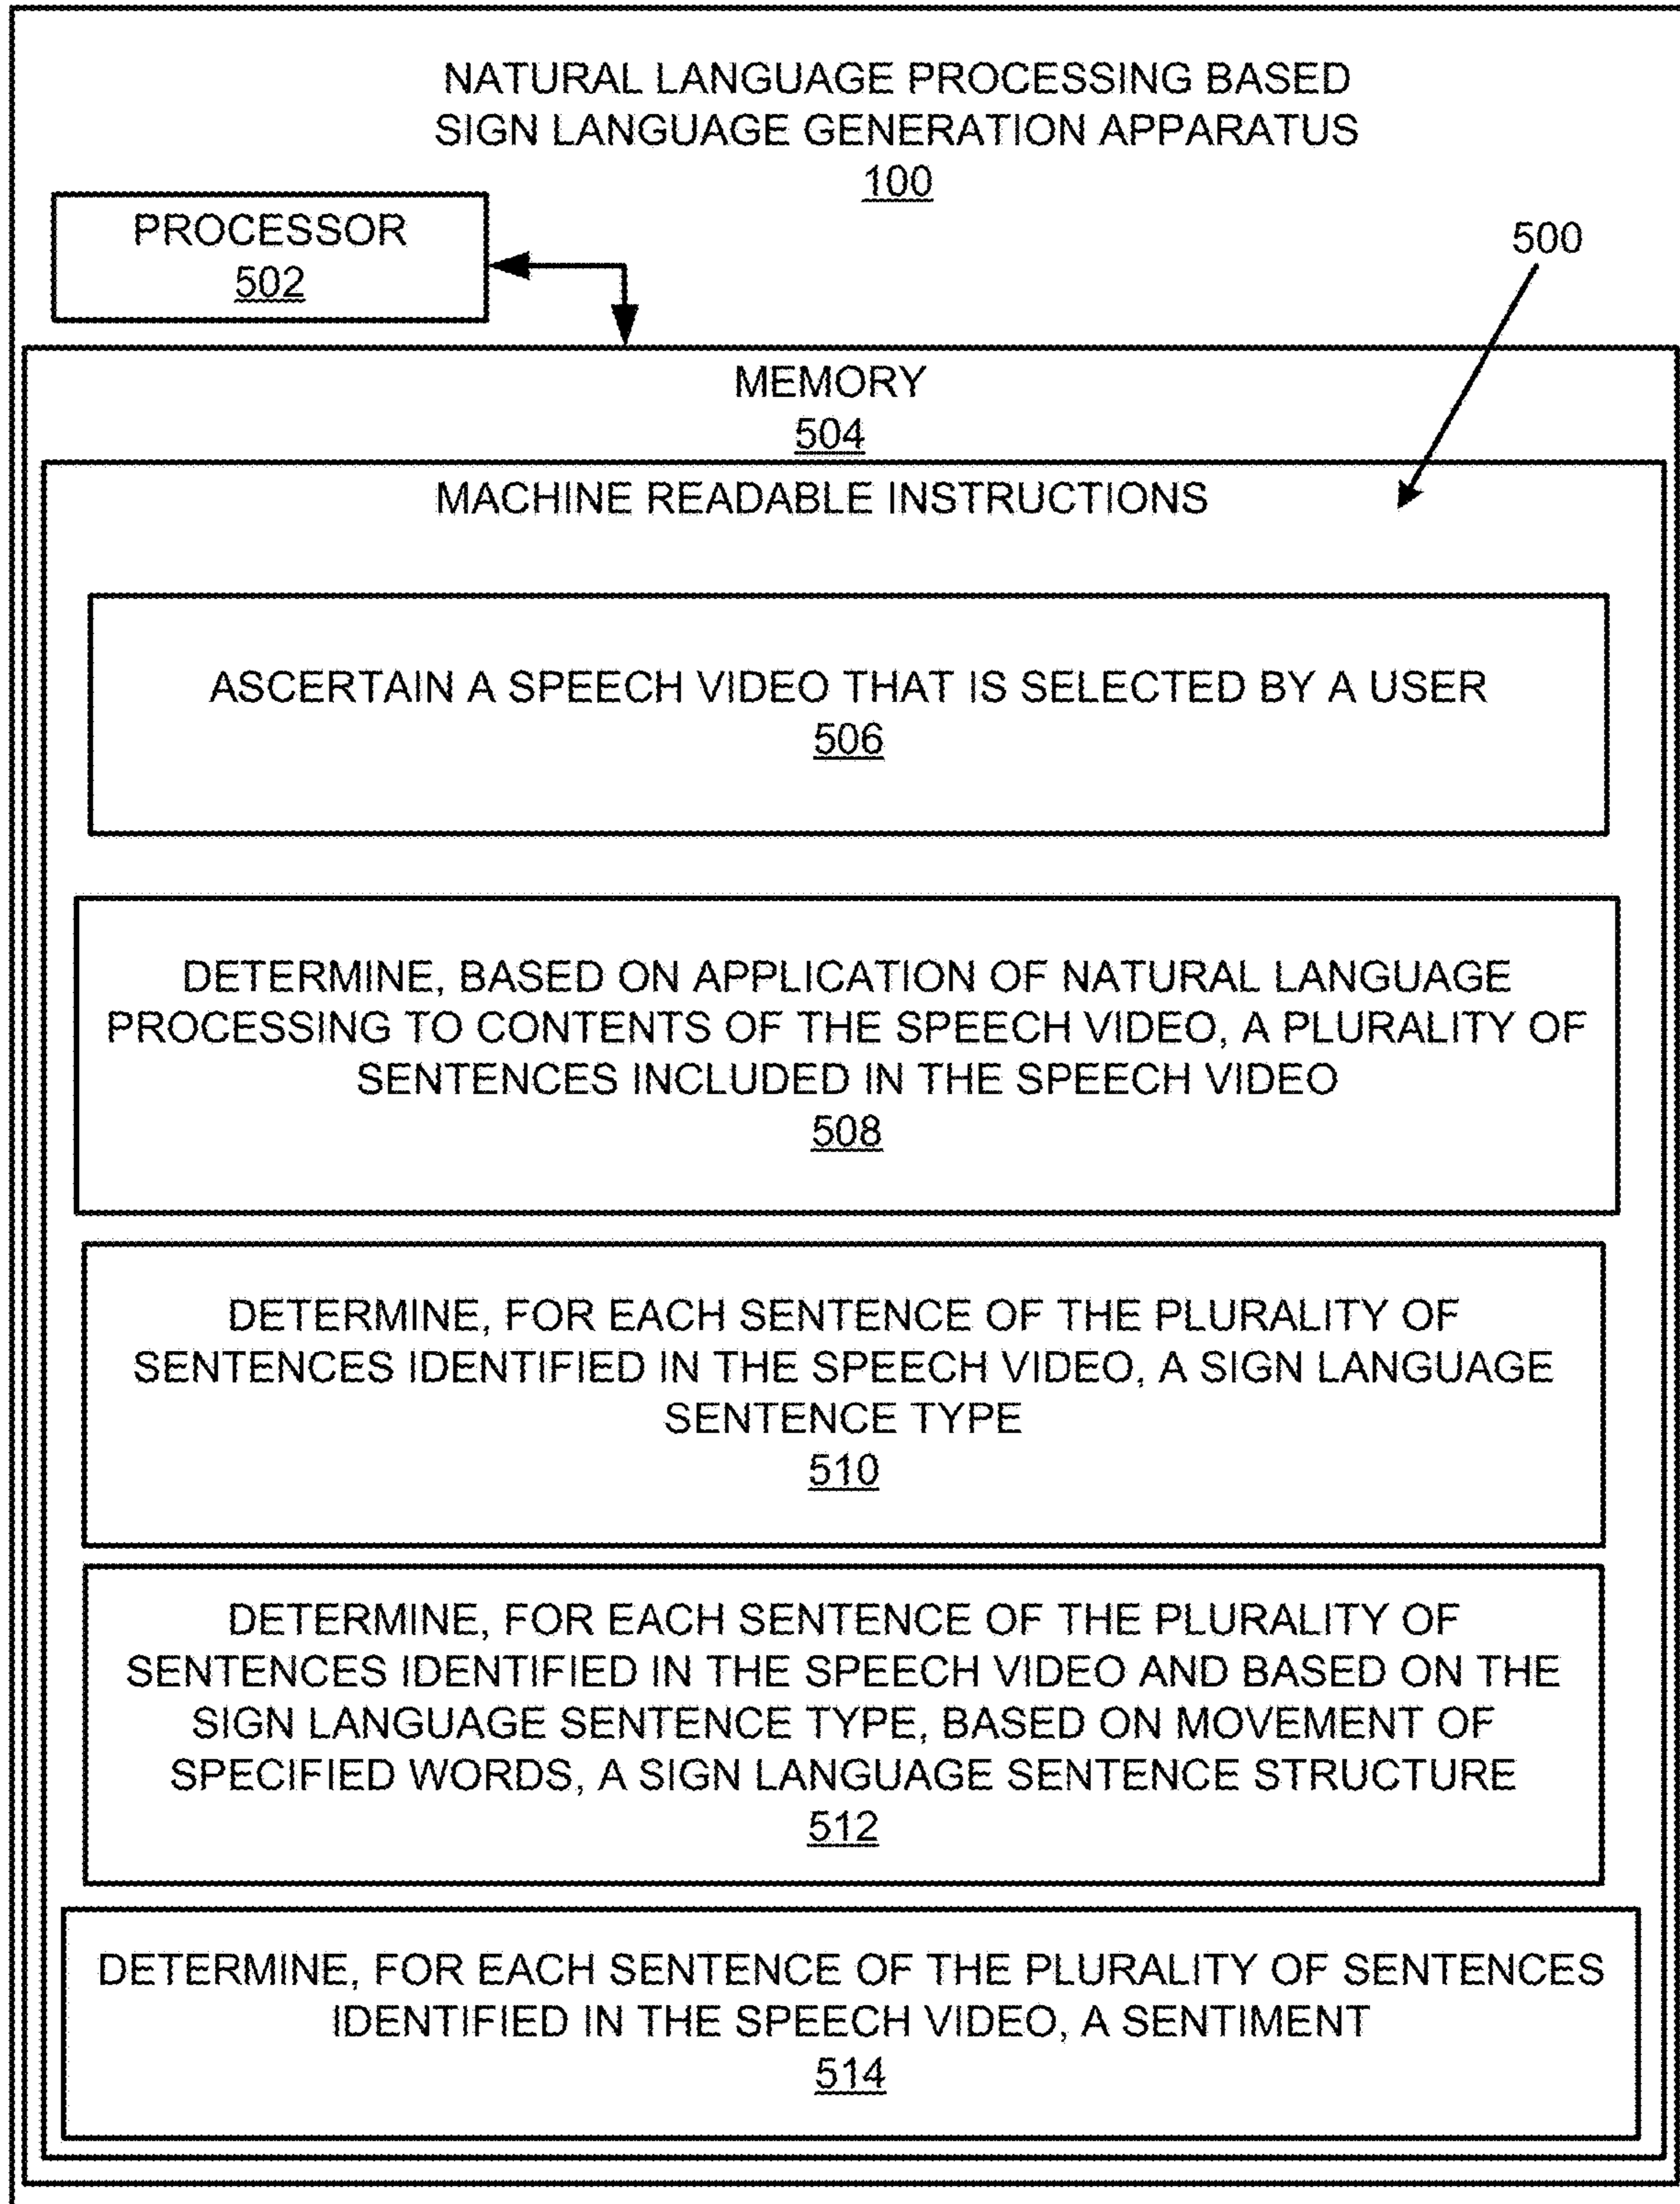 NATURAL LANGUAGE PROCESSING BASED
SIGN LANGUAGE GENERATION APPARATUS
100
PROCESSOR
502
500
MEMORY
504
MACHINE READABLE INSTRUCTIONS
ASCERTAIN A SPEECH VIDEO THAT IS SELECTED BY A USER
506
DETERMINE, BASED ON APPLICATION OF NATURAL LANGUAGE
PROCESSING TO CONTENTS OF THE SPEECH VIDEO, A PLURALITY OF
SENTENCES INCLUDED IN THE SPEECH VIDEO
508
DETERMINE, FOR EACH SENTENCE OF THE PLURALITY OF
SENTENCES IDENTIFIED IN THE SPEECH VIDEO, A SIGN LANGUAGE
SENTENCE TYPE
510
DETERMINE, FOR EACH SENTENCE OF THE PLURALITY OF
SENTENCES IDENTIFIED IN THE SPEECH VIDEO AND BASED ON THE
SIGN LANGUAGE SENTENCE TYPE, BASED ON MOVEMENT OF
SPECIFIED WORDS, A SIGN LANGUAGE SENTENCE STRUCTURE
512
DETERMINE, FOR EACH SENTENCE OF THE PLURALITY OF SENTENCES
IDENTIFIED IN THE SPEECH VIDEO, A SENTIMENT
514